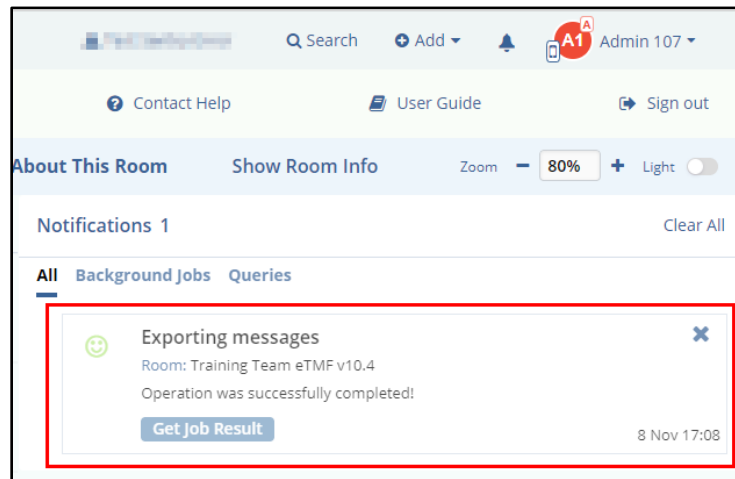 Search Add A A1 Admin 107
Contact Help User Guide Sign out
About This Room Show Room Info Zoom 80% Light
Notifications 1 Clear All
All Background Jobs Queries
Exporting messages
Room: Training Team eTMF v10.4
Operation was successfully completed!
Get Job Result
8 Nov 17:08